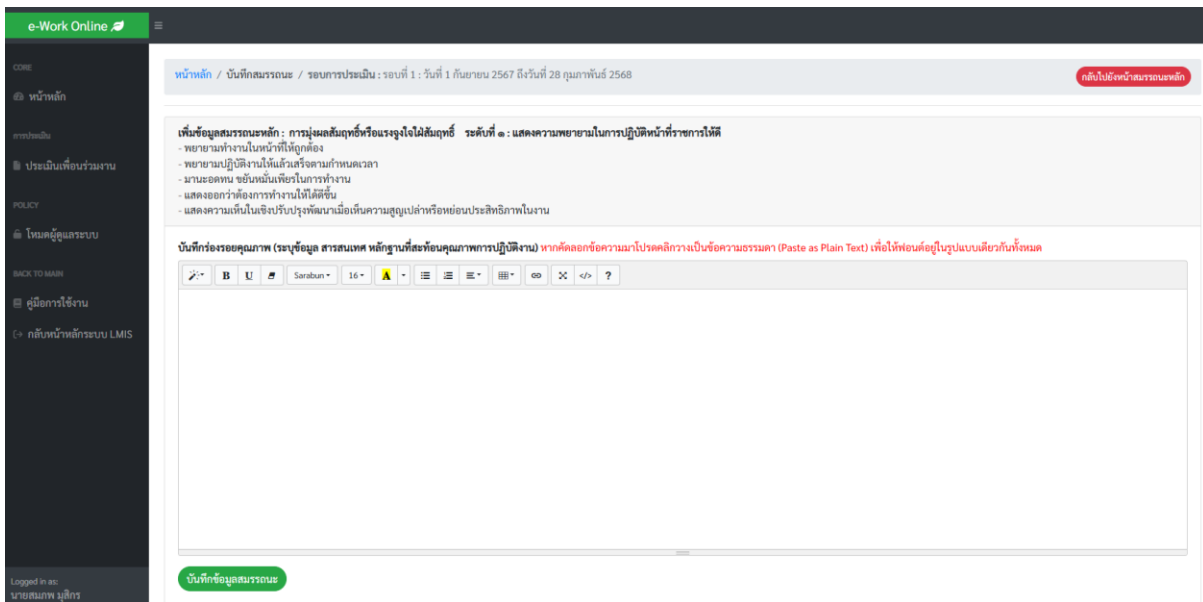 e-Work Online
CORE
หน้าหลัก
การประเมิน
ประเมินเพื่อนร่วมงาน
POLICY
โหมดผู้ดูแลระบบ
BACK TO MAIN
คู่มือการใช้งาน
กลับหน้าหลักระบบ LMIS
Logged in as:
นายสมภพ มุสิกร
หน้าหลัก / บันทึกสมรรถนะ / รอบการประเมิน : รอบที่ 1 : วันที่ 1 กันยายน 2567 ถึงวันที่ 28 กุมภาพันธ์ 2568
กลับไปยังหน้าสมรรถนะหลัก
เพิ่มข้อมูลสมรรถนะหลัก : การมุ่งผลสัมฤทธิ์หรือแรงจูงใจใฝ่สัมฤทธิ์ ระดับที่ ๑ : แสดงความพยายามในการปฏิบัติหน้าที่ราชการให้ดี
- พยายามทำงานในหน้าที่ให้ถูกต้อง
- พยายามปฏิบัติงานให้แล้วเสร็จตามกำหนดเวลา
- มานะอดทน ขยันหมั่นเพียรในการทำงาน
- แสดงออกว่าต้องการทำงานให้ได้ดีขึ้น
- แสดงความเห็นในเชิงปรับปรุงพัฒนาเมื่อเห็นความสูญเปล่าหรือหย่อนประสิทธิภาพในงาน
บันทึกร่องรอยคุณภาพ (ระบุข้อมูล สารสนเทศ หลักฐานที่สะท้อนคุณภาพการปฏิบัติงาน) หากคัดลอกข้อความมาโปรดคลิกวางเป็นข้อความธรรมดา (Paste as Plain Text) เพื่อให้ฟอนต์อยู่ในรูปแบบเดียวกันทั้งหมด
B U Sarabun 16 A </> ?
บันทึกข้อมูลสมรรถนะ